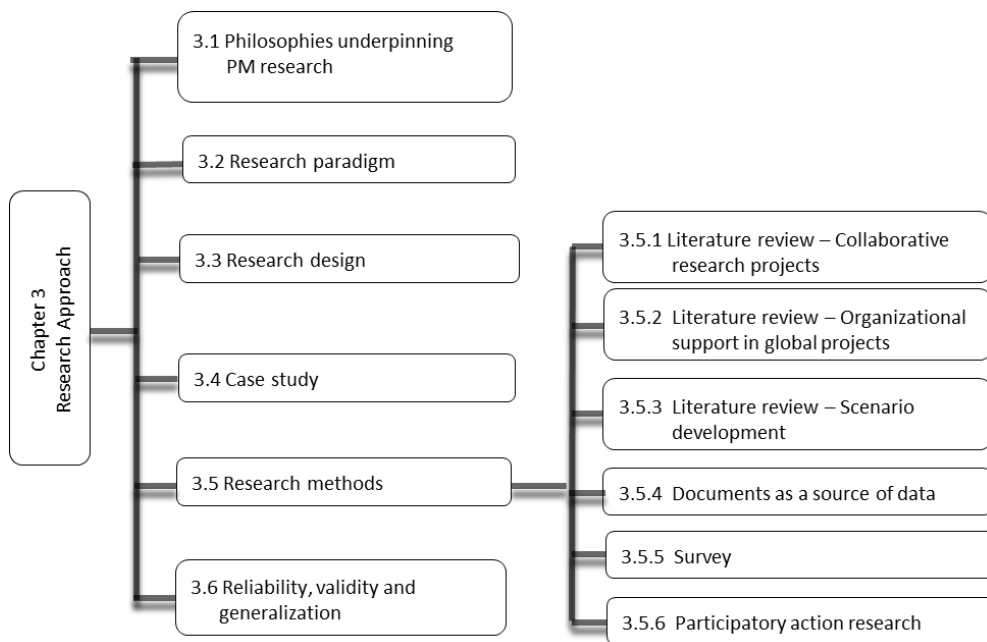 Chapter 3
Research Approach
3.1 Philosophies underpinning
PM research
3.2 Research paradigm
3.3 Research design
3.4 Case study
3.5 Research methods
3.6 Reliability, validity and
generalization
3.5.1 Literature review – Collaborative
research projects
3.5.2 Literature review – Organizational
support in global projects
3.5.3 Literature review – Scenario
development
3.5.4 Documents as a source of data
3.5.5 Survey
3.5.6 Participatory action research